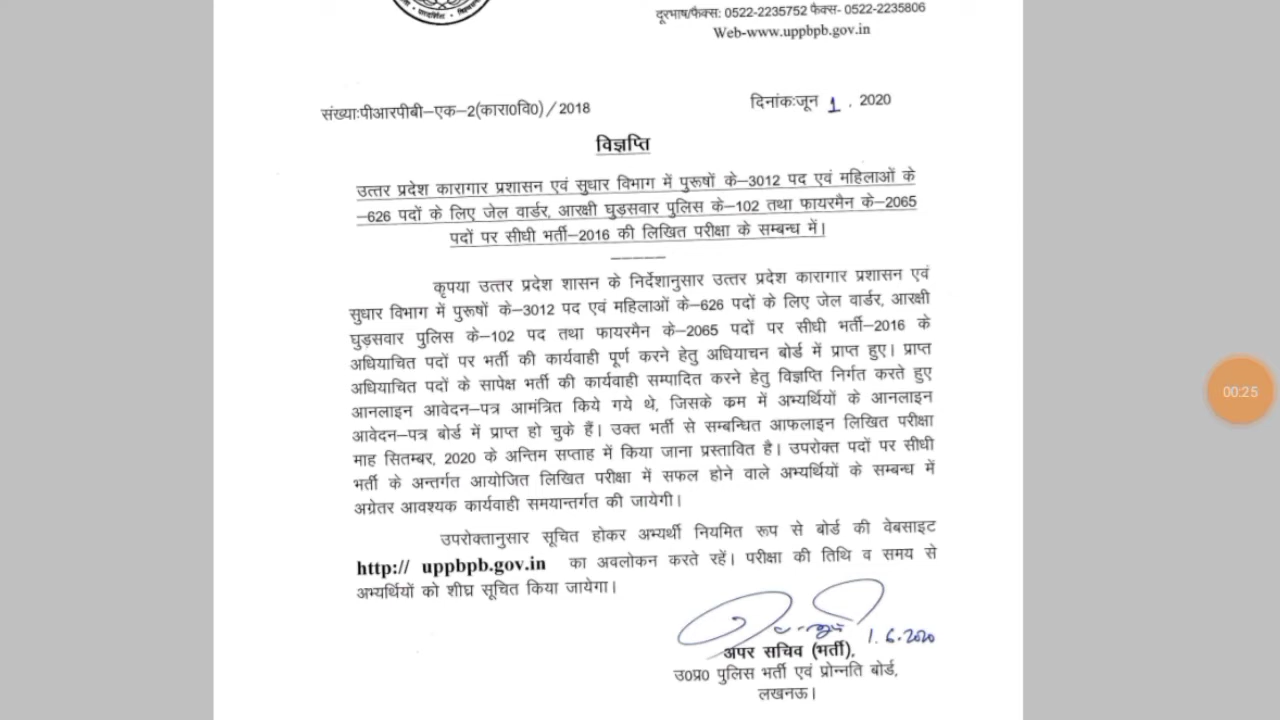 दूरभाष/फैक्स: 0522-2235752 फैक्स- 0522-2235806
Web-www.uppbpb.gov.in
संख्याःपीआरपीबी–एक–2(कारा0वि0)/2018
दिनांकःजून 1 . 2020
विज्ञप्ति
उत्तर प्रदेश कारागार प्रशासन एवं सुधार विभाग में पुरूषों के–3012 पद एवं महिलाओं के
–626 पदों के लिए जेल वार्डर, आरक्षी घुड़सवार पुलिस के–102 तथा फायरमैन के–2065
पदों पर सीधी भर्ती–2016 की लिखित परीक्षा के सम्बन्ध में।
कृपया उत्तर प्रदेश शासन के निर्देशानुसार उत्तर प्रदेश कारागार प्रशासन एवं
सुधार विभाग में पुरूषों के–3012 पद एवं महिलाओं के–626 पदों के लिए जेल वार्डर, आरक्षी
घुड़सवार पुलिस के–102 पद तथा फायरमैन के–2065 पदों पर सीधी भर्ती–2016 के
अधियाचित पदों पर भर्ती की कार्यवाही पूर्ण करने हेतु अधियाचन बोर्ड में प्राप्त हुए। प्राप्त
अधियाचित पदों के सापेक्ष भर्ती की कार्यवाही सम्पादित करने हेतु विज्ञप्ति निर्गत करते हुए
आनलाइन आवेदन–पत्र आमंत्रित किये गये थे, जिसके कम में अभ्यर्थियों के आनलाइन
आवेदन–पत्र बोर्ड में प्राप्त हो चुके हैं। उक्त भर्ती से सम्बन्धित आफलाइन लिखित परीक्षा
माह सितम्बर, 2020 के अन्तिम सप्ताह में किया जाना प्रस्तावित है। उपरोक्त पदों पर सीधी
भर्ती के अन्तर्गत आयोजित लिखित परीक्षा में सफल होने वाले अभ्यर्थियों के सम्बन्ध में
अग्रेतर आवश्यक कार्यवाही समयान्तर्गत की जायेगी।
उपरोक्तानुसार सूचित होकर अभ्यर्थी नियमित रूप से बोर्ड की वेबसाइट
http:// uppbpb.gov.in का अवलोकन करते रहें। परीक्षा की तिथि व समय से
अभ्यर्थियों को शीघ्र सूचित किया जायेगा।
1.6.2020
अपर सचिव (भर्ती),
उ0प्र0 पुलिस भर्ती एवं प्रोन्नति बोर्ड,
लखनऊ।
00:25